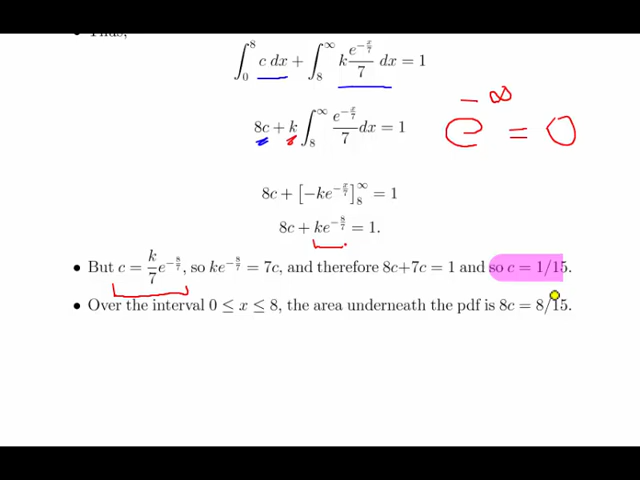 • Thus,
∫₀⁸ c dx + ∫₈^∞ k e^{-x/7}/7 dx = 1
8c + k ∫₈^∞ e^{-x/7}/7 dx = 1
e^{-∞} = 0
8c + [-ke^{-x/7}]₈^∞ = 1
8c + ke^{-8/7} = 1.
• But c = k/7 e^{-8/7}, so ke^{-8/7} = 7c, and therefore 8c+7c = 1 and so c = 1/15.
• Over the interval 0 ≤ x ≤ 8, the area underneath the pdf is 8c = 8/15.